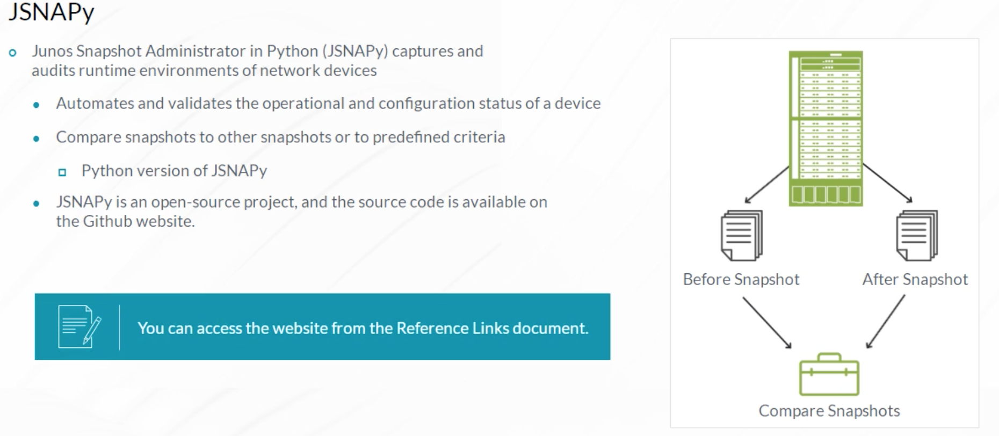 JSNAPy
Junos Snapshot Administrator in Python (JSNAPy) captures and
audits runtime environments of network devices
Automates and validates the operational and configuration status of a device
Compare snapshots to other snapshots or to predefined criteria
Python version of JSNAPy
JSNAPy is an open-source project, and the source code is available on
the Github website.
You can access the website from the Reference Links document.
Before Snapshot
After Snapshot
Compare Snapshots